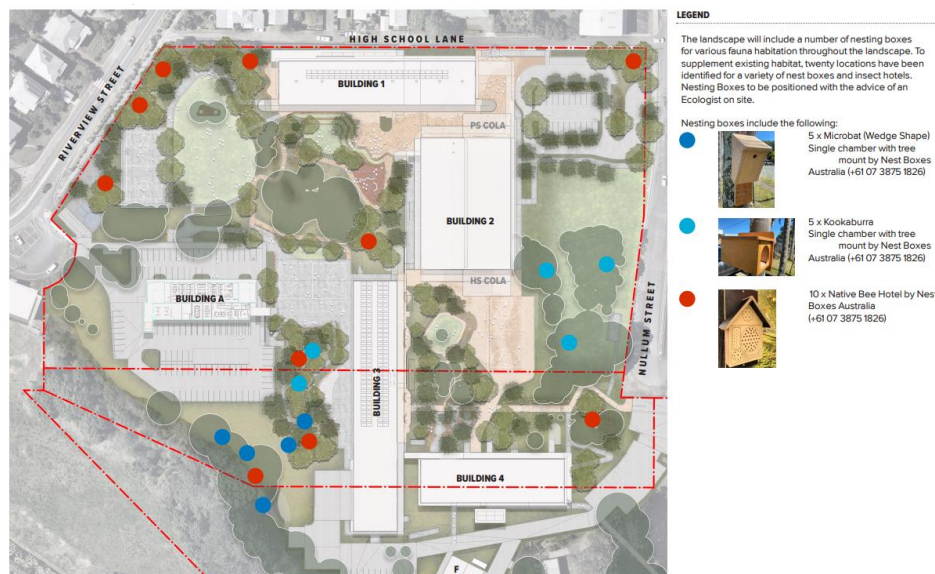 LEGEND
The landscape will include a number of nesting boxes
for various fauna habitation throughout the landscape. To
supplement existing habitat, twenty locations have been
identified for a variety of nest boxes and insect hotels.
Nesting Boxes to be positioned with the advice of an
Ecologist on site.
Nesting boxes include the following:
5 x Microbat (Wedge Shape)
Single chamber with tree
mount by Nest Boxes
Australia (+61 07 3875 1826)
5 x Kookaburra
Single chamber with tree
mount by Nest Boxes
Australia (+61 07 3875 1826)
10 x Native Bee Hotel by Nest
Boxes Australia
(+61 07 3875 1826)
HIGH SCHOOL LANE
RIVERVIEW STREET
BUILDING 1
PS COLA
BUILDING 2
HS COLA
BUILDING A
BUILDING 3
NULLUM STREET
BUILDING 4
F